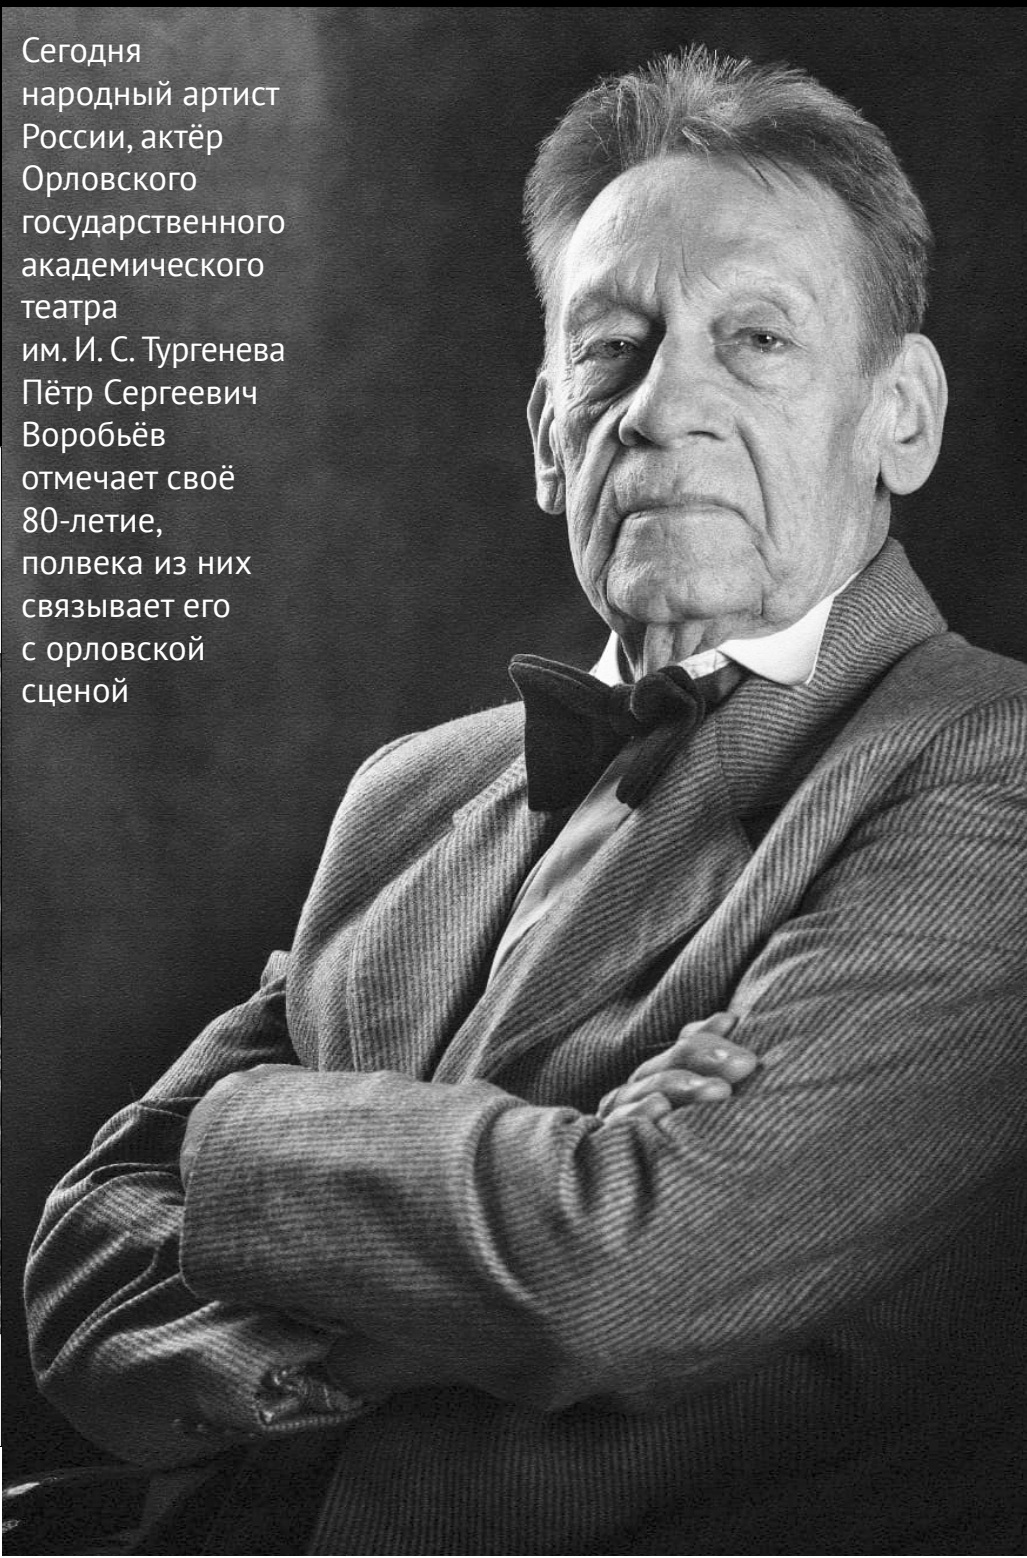 Сегодня
народный артист
России, актёр
Орловского
государственного
академического
театра
им. И. С. Тургенева
Пётр Сергеевич
Воробьёв
отмечает своё
80-летие,
полвека из них
связывает его
с орловской
сценой